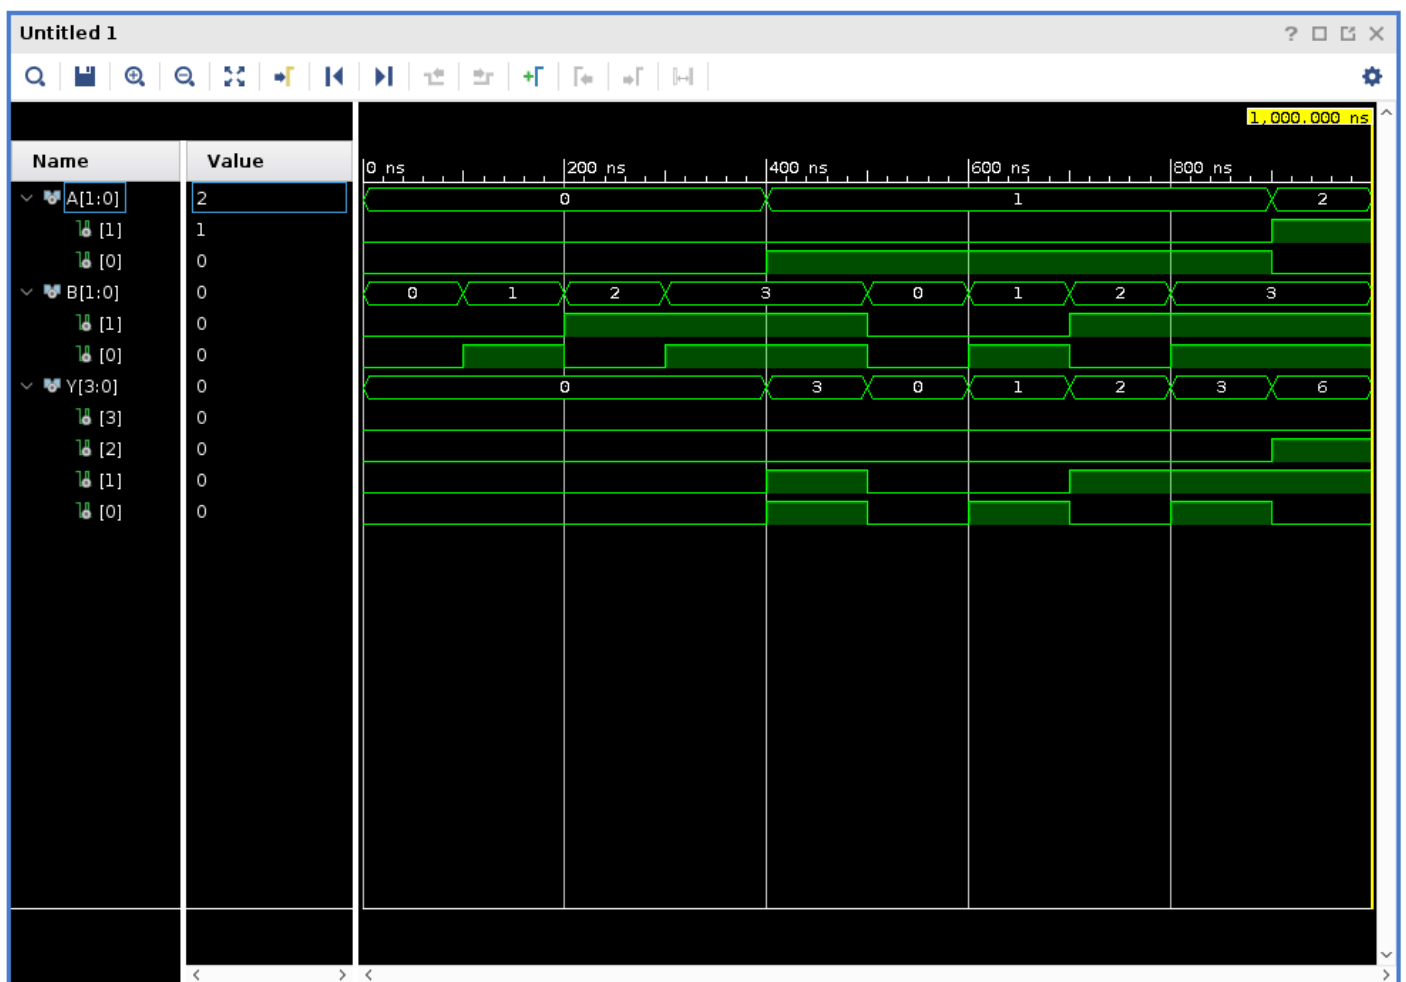 Untitled 1
1,000.000 ns
Name Value
0 ns 200 ns 400 ns 600 ns 800 ns
A[1:0] 2 0 1 2
[1] 1
[0] 0
B[1:0] 0 0 1 2 3 0 1 2 3
[1] 0
[0] 0
Y[3:0] 0 0 3 0 1 2 3 6
[3] 0
[2] 0
[1] 0
[0] 0